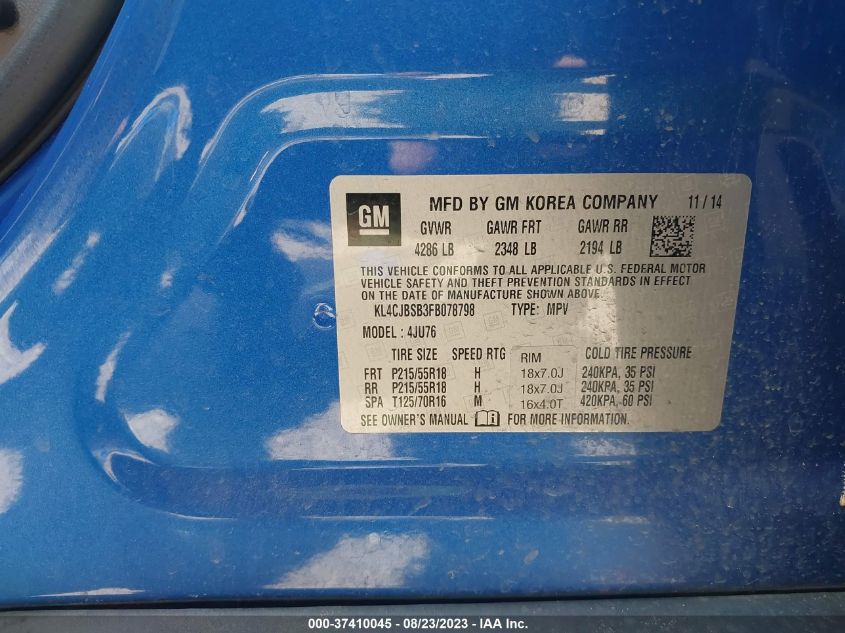 GM
MFD BY GM KOREA COMPANY 11/14
GVWR GAWR FRT GAWR RR
4286 LB 2348 LB 2194 LB
THIS VEHICLE CONFORMS TO ALL APPLICABLE U.S. FEDERAL MOTOR
VEHICLE SAFETY AND THEFT PREVENTION STANDARDS IN EFFECT
ON THE DATE OF MANUFACTURE SHOWN ABOVE.
KL4CJBSB3FB078798 TYPE: MPV
MODEL: 4JU76
TIRE SIZE SPEED RTG RIM COLD TIRE PRESSURE
FRT P215/55R18 H 18x7.0J 240KPA, 35 PSI
RR P215/55R18 H 18x7.0J 240KPA, 35 PSI
SPA T125/70R16 M 16x4.0T 420KPA, 60 PSI
SEE OWNER'S MANUAL FOR MORE INFORMATION.
000-37410045 - 08/23/2023 - IAA Inc.